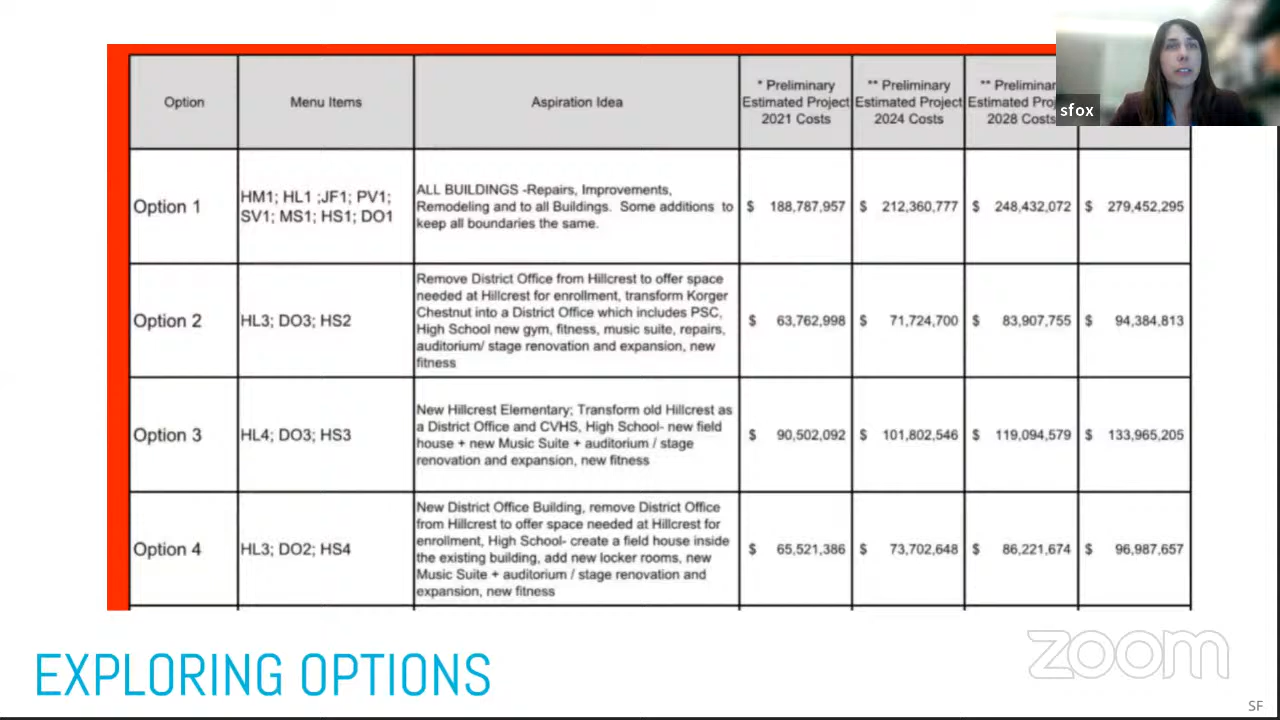 Option
Menu Items
Aspiration Idea
* Preliminary
Estimated Project
2021 Costs
** Preliminary
Estimated Project
2024 Costs
** Preliminary
Estimated
2028 Costs
sfox
Option 1
HM1; HL1 ;JF1; PV1;
SV1; MS1; HS1; DO1
ALL BUILDINGS -Repairs, Improvements,
Remodeling and to all Buildings. Some additions to
keep all boundaries the same.
$ 188,787,957
$ 212,360,777
$ 248,432,072
$ 279,452,295
Option 2
HL3; DO3; HS2
Remove District Office from Hillcrest to offer space
needed at Hillcrest for enrollment, transform Korger
Chestnut into a District Office which includes PSC,
High School new gym, fitness, music suite, repairs,
auditorium/ stage renovation and expansion, new
fitness
$ 63,762,998
$ 71,724,700
$ 83,907,755
$ 94,384,813
Option 3
HL4; DO3; HS3
New Hillcrest Elementary; Transform old Hillcrest as
a District Office and CVHS, High School- new field
house + new Music Suite + auditorium / stage
renovation and expansion, new fitness
$ 90,502,092
$ 101,802,546
$ 119,094,579
$ 133,965,205
Option 4
HL3; DO2; HS4
New District Office Building, remove District Office
from Hillcrest to offer space needed at Hillcrest for
enrollment, High School- create a field house inside
the existing building, add new locker rooms, new
Music Suite + auditorium / stage renovation and
expansion, new fitness
$ 65,521,386
$ 73,702,648
$ 86,221,674
$ 96,987,657
EXPLORING OPTIONS
zoom
SF